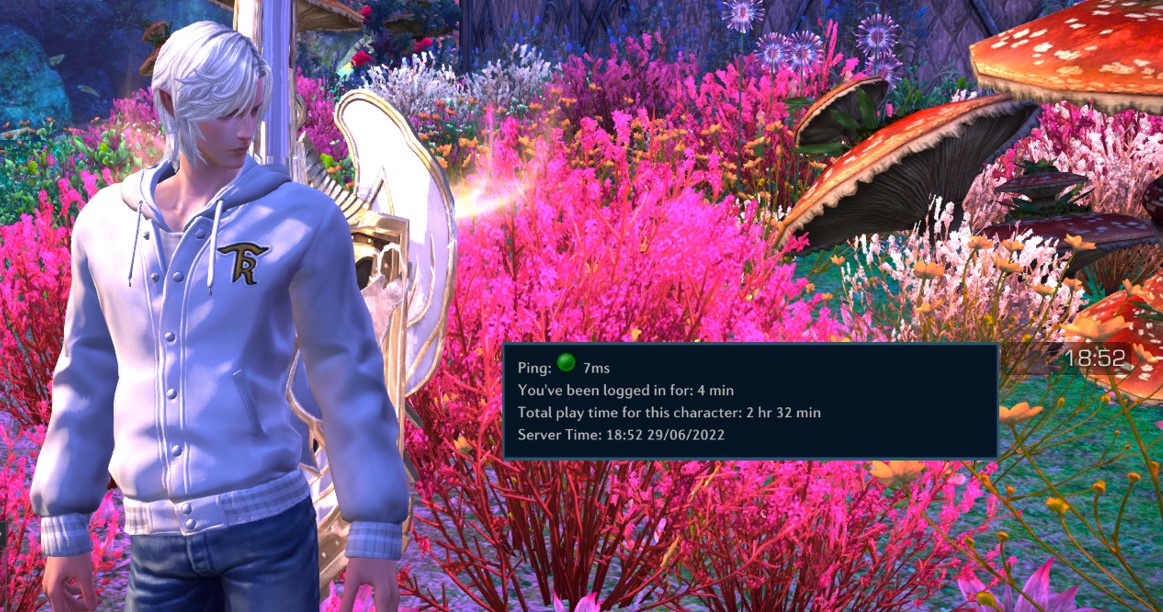 TR
Ping: 7ms
You've been logged in for: 4 min
Total play time for this character: 2 hr 32 min
Server Time: 18:52 29/06/2022
18:52